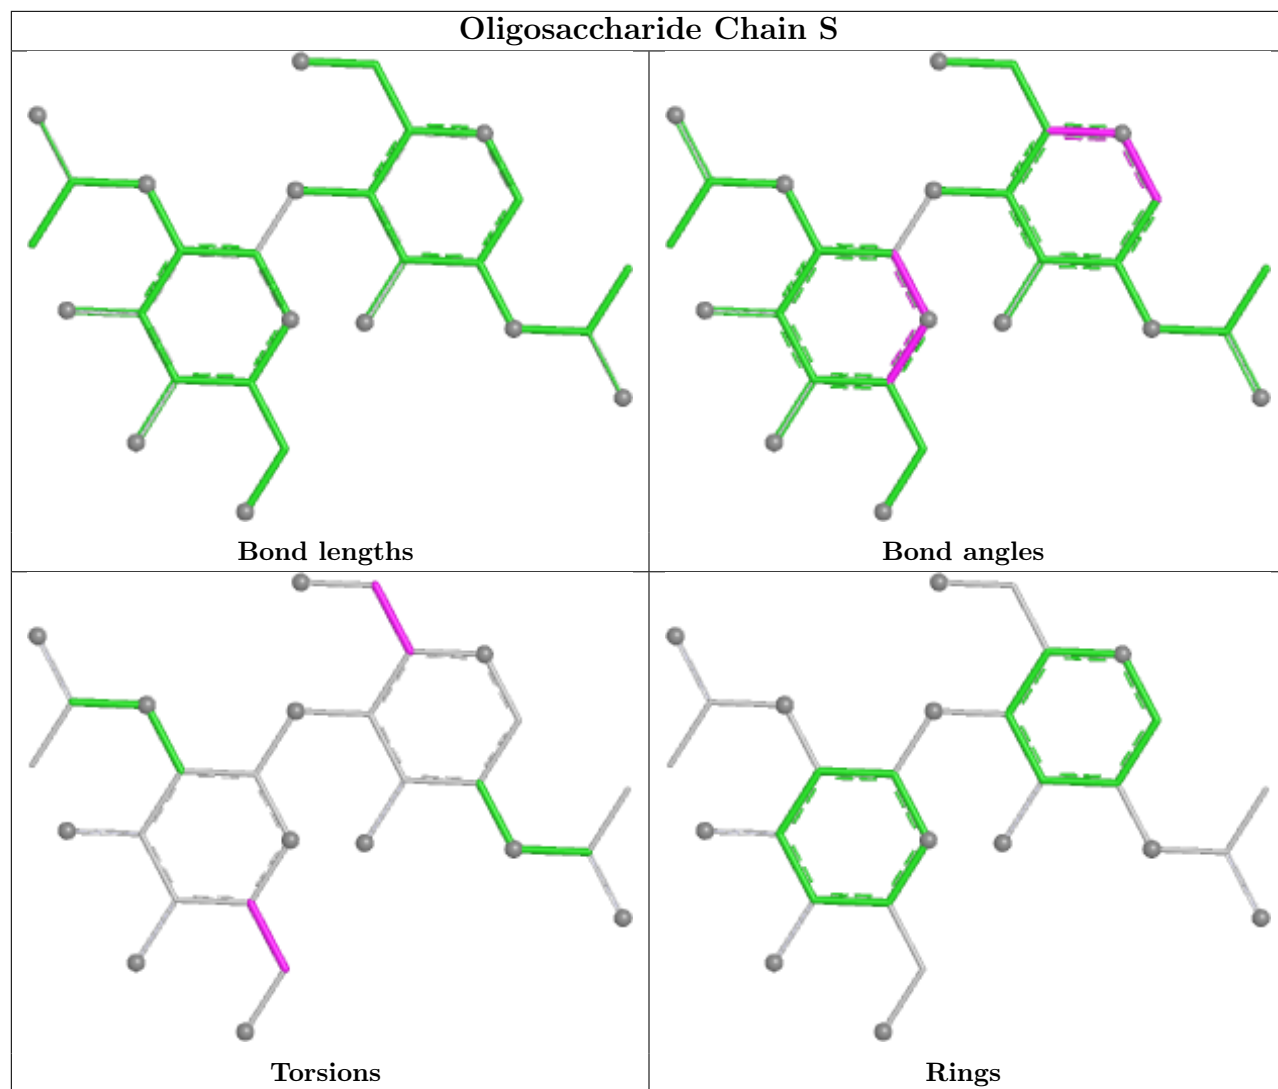 Oligosaccharide Chain S
Bond lengths
Bond angles
Torsions
Rings